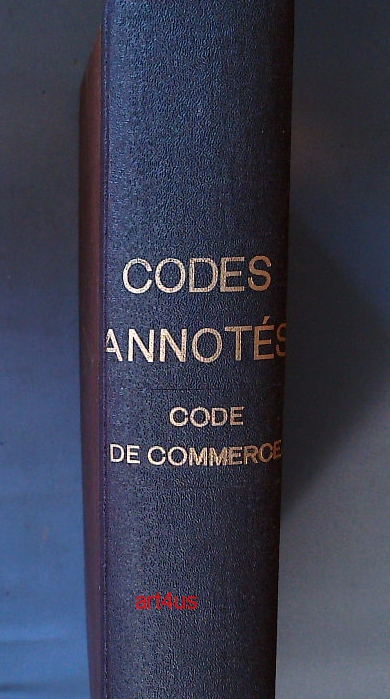 CODES
ANNOTÉS
CODE
DE COMMERCE
art4us